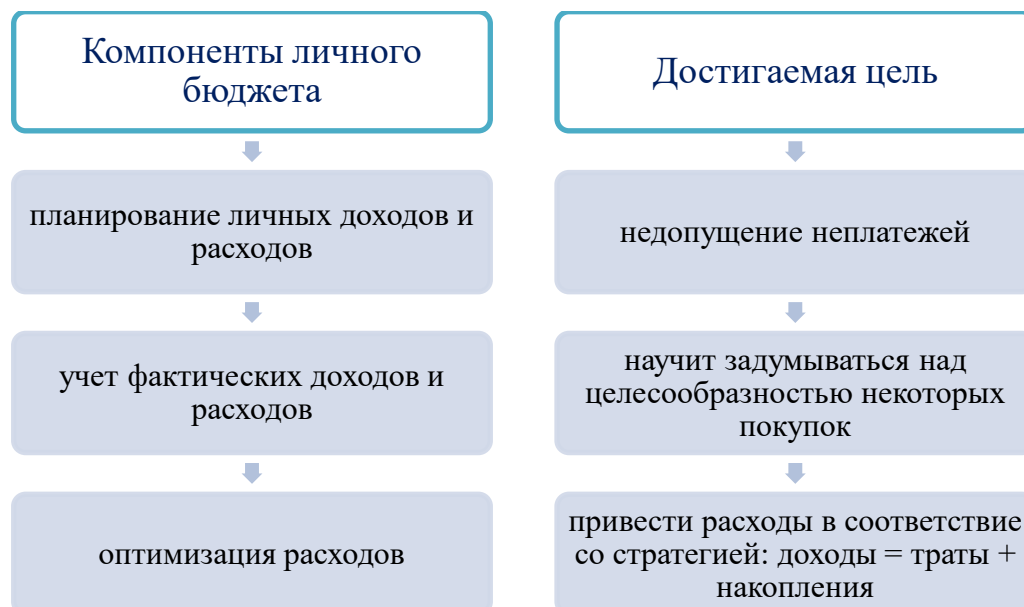 Компоненты личного
бюджета
планирование личных доходов и
расходов
учет фактических доходов и
расходов
оптимизация расходов
Достигаемая цель
недопущение неплатежей
научит задумываться над
целесообразностью некоторых
покупок
привести расходы в соответствие
со стратегией: доходы = траты +
накопления